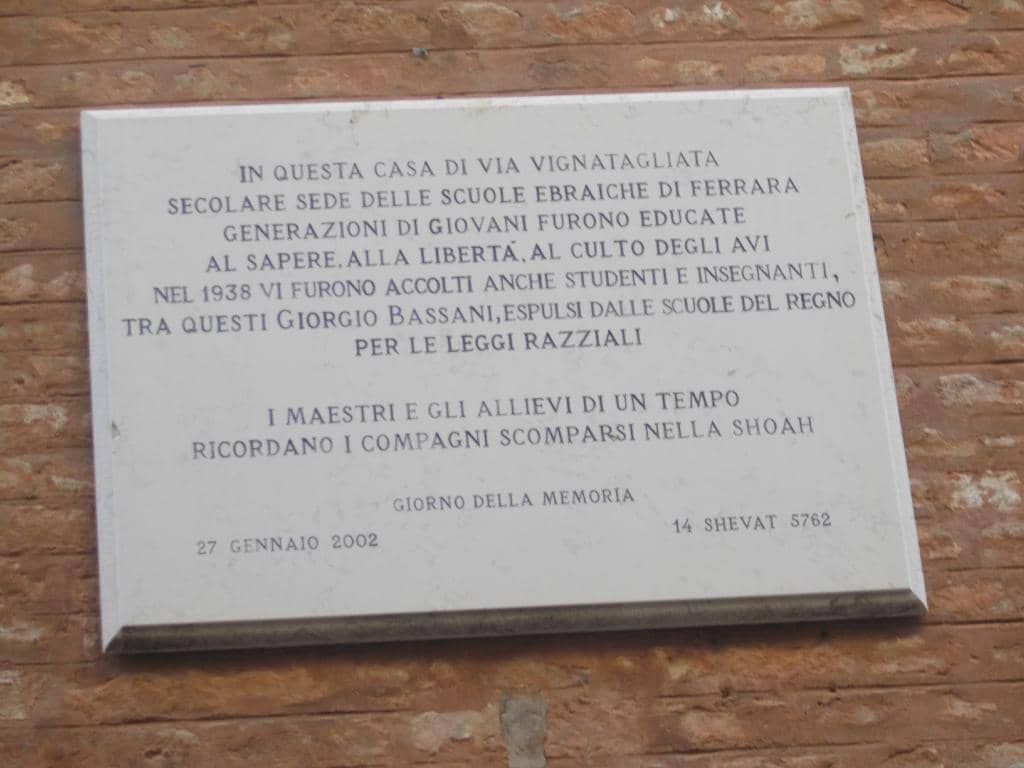 IN QUESTA CASA DI VIA VIGNATAGLIATA
SECOLARE SEDE DELLE SCUOLE EBRAICHE DI FERRARA
GENERAZIONI DI GIOVANI FURONO EDUCATE
AL SAPERE, ALLA LIBERTÁ, AL CULTO DEGLI AVI
NEL 1938 VI FURONO ACCOLTI ANCHE STUDENTI E INSEGNANTI,
TRA QUESTI GIORGIO BASSANI, ESPULSI DALLE SCUOLE DEL REGNO
PER LE LEGGI RAZZIALI
I MAESTRI E GLI ALLIEVI DI UN TEMPO
RICORDANO I COMPAGNI SCOMPARSI NELLA SHOAH
GIORNO DELLA MEMORIA
27 GENNAIO 2002
14 SHEVAT 5762